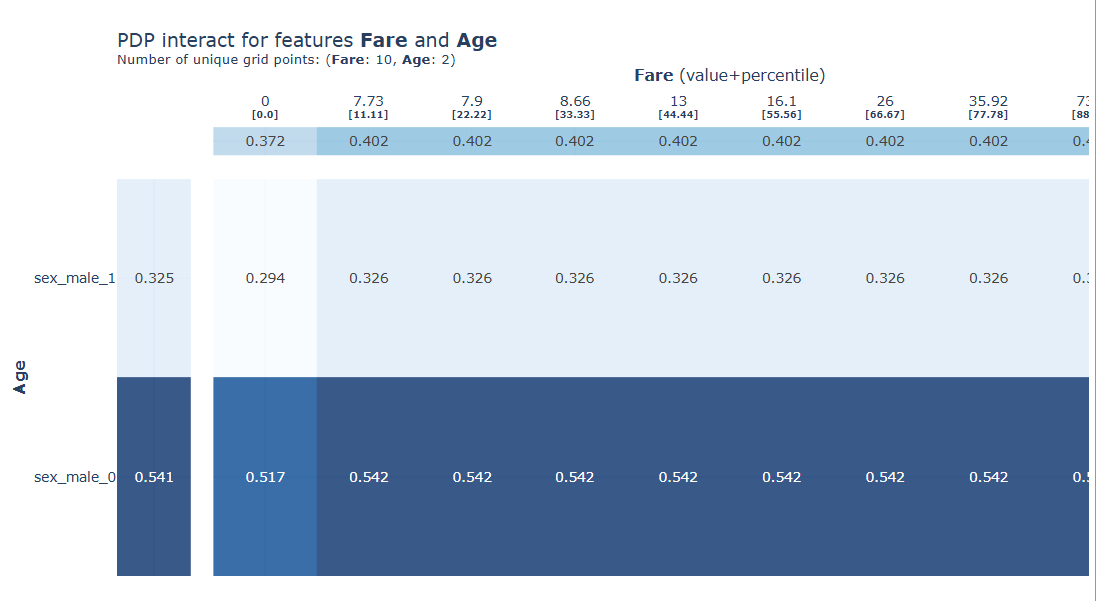 PDP interact for features Fare and Age
Number of unique grid points: (Fare: 10, Age: 2)
Fare (value+percentile)
0 7.73 7.9 8.66 13 16.1 26 35.92
[0.0] [11.11] [22.22] [33.33] [44.44] [55.56] [66.67] [77.78]
0.372 0.402 0.402 0.402 0.402 0.402 0.402 0.402
sex_male_1 0.325 0.294 0.326 0.326 0.326 0.326 0.326 0.326 0.326
Age
sex_male_0 0.541 0.517 0.542 0.542 0.542 0.542 0.542 0.542 0.542